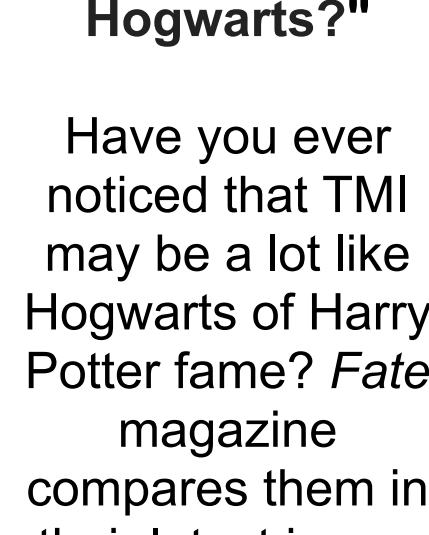 Hogwarts?"
Have you ever
noticed that TMI
may be a lot like
Hogwarts of Harry
Potter fame? Fate
magazine
compares them in